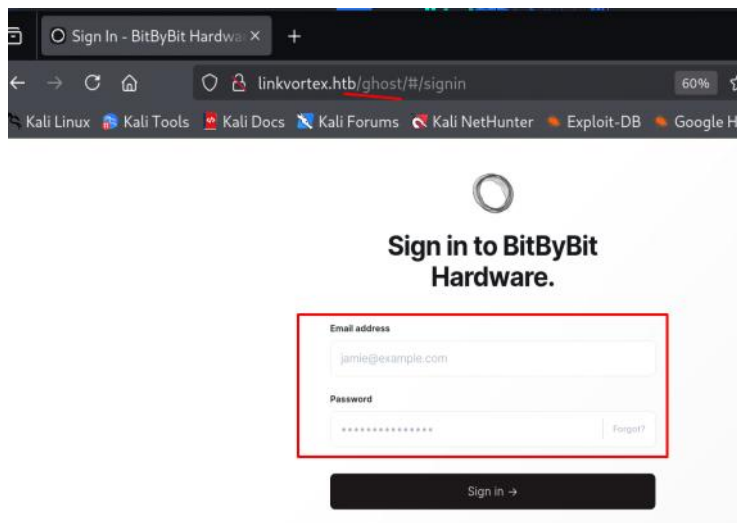 Sign In - BitByBit Hardwa
linkvortex.htb/ghost/#/signin 60%
Kali Linux Kali Tools Kali Docs Kali Forums Kali NetHunter Exploit-DB Google H
Sign in to BitByBit
Hardware.
Email address
jamie@example.com
Password
Forgot?
Sign in →